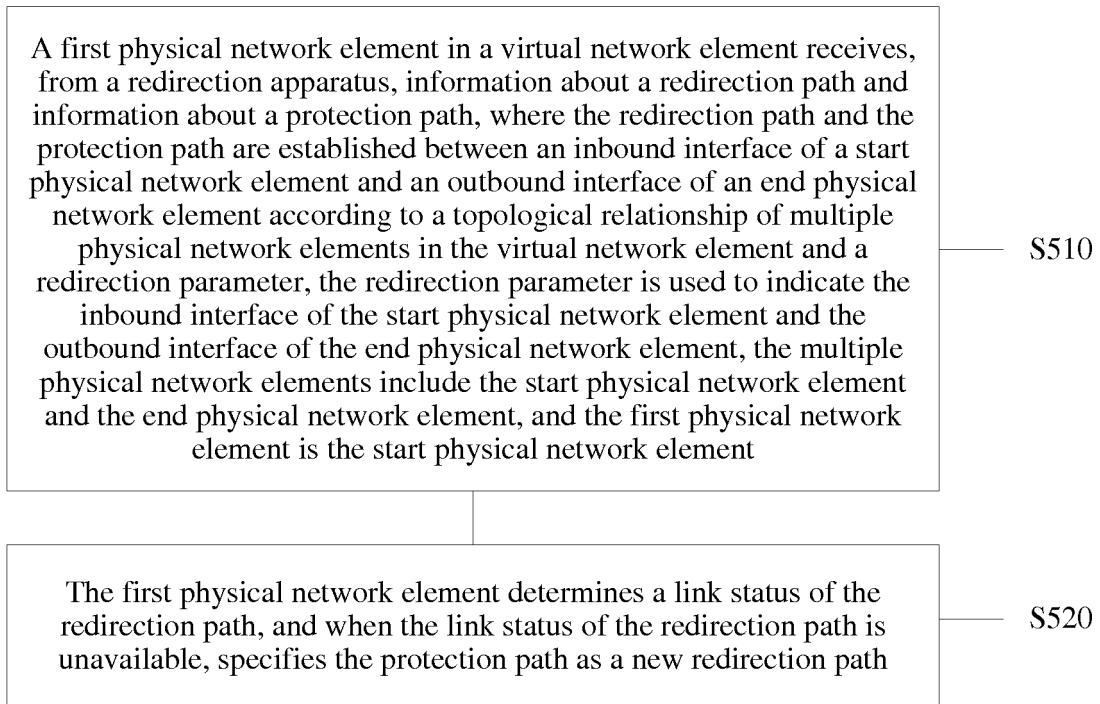 A first physical network element in a virtual network element receives,
from a redirection apparatus, information about a redirection path and
information about a protection path, where the redirection path and the
protection path are established between an inbound interface of a start
physical network element and an outbound interface of an end physical
network element according to a topological relationship of multiple
physical network elements in the virtual network element and a
redirection parameter, the redirection parameter is used to indicate the
inbound interface of the start physical network element and the
outbound interface of the end physical network element, the multiple
physical network elements include the start physical network element
and the end physical network element, and the first physical network
element is the start physical network element
S510
The first physical network element determines a link status of the
redirection path, and when the link status of the redirection path is
unavailable, specifies the protection path as a new redirection path
S520